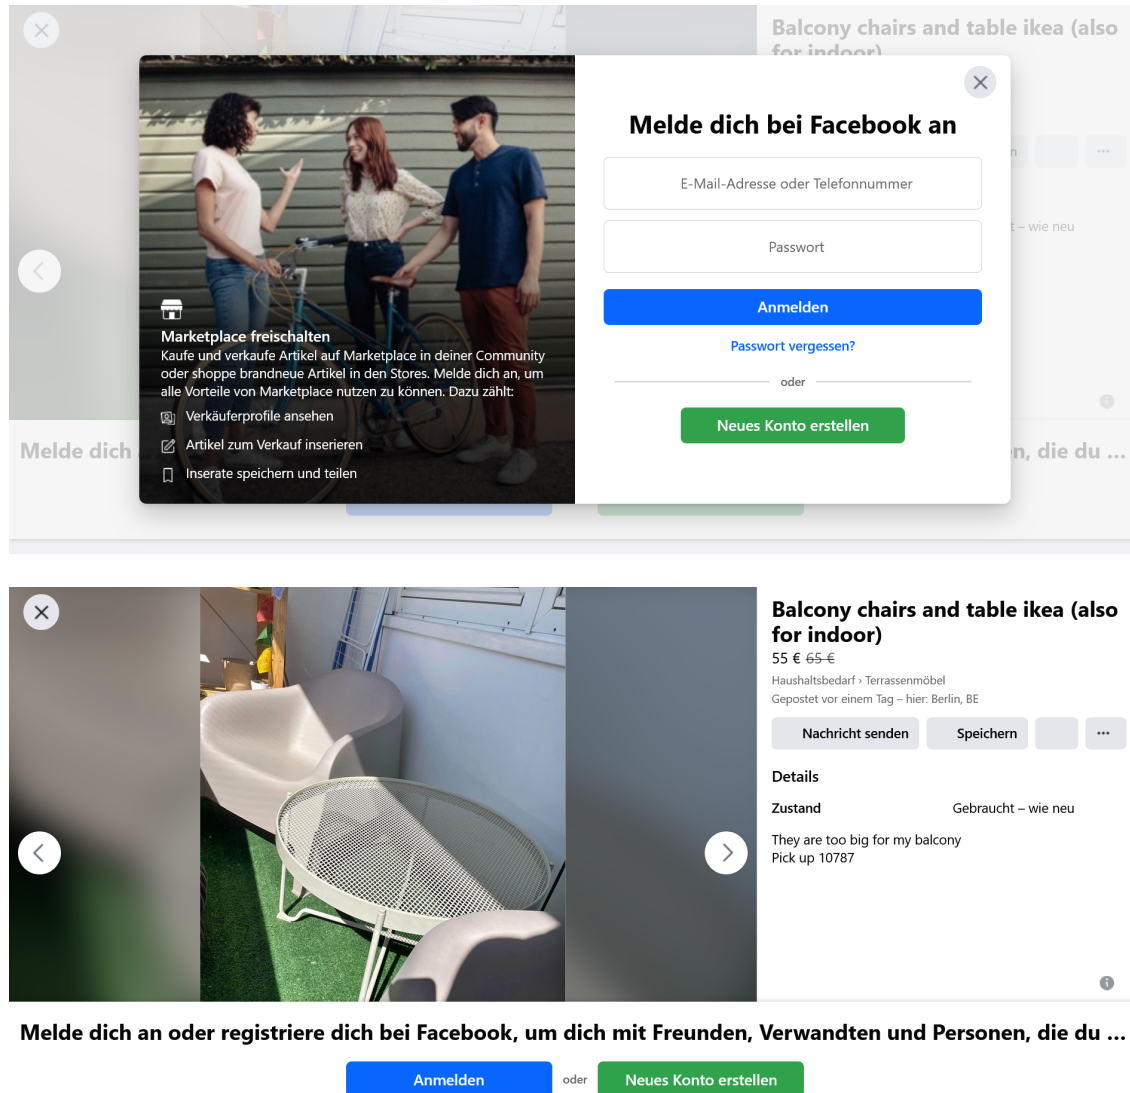 Balcony chairs and table ikea (also
for indoor)
Melde dich bei Facebook an
E-Mail-Adresse oder Telefonnummer
Passwort
Anmelden
Passwort vergessen?
oder
Neues Konto erstellen
Marketplace freischalten
Kaufe und verkaufe Artikel auf Marketplace in deiner Community
oder shoppe brandneue Artikel in den Stores. Melde dich an, um
alle Vorteile von Marketplace nutzen zu können. Dazu zählt:
Verkäuferprofile ansehen
Artikel zum Verkauf inserieren
Inserate speichern und teilen
n
t – wie neu
Melde dich
n, die du ...
Balcony chairs and table ikea (also
for indoor)
55 € 65 €
Haushaltsbedarf › Terrassenmöbel
Gepostet vor einem Tag – hier: Berlin, BE
Nachricht senden
Speichern
Details
Zustand Gebraucht – wie neu
They are too big for my balcony
Pick up 10787
Melde dich an oder registriere dich bei Facebook, um dich mit Freunden, Verwandten und Personen, die du ...
Anmelden oder Neues Konto erstellen